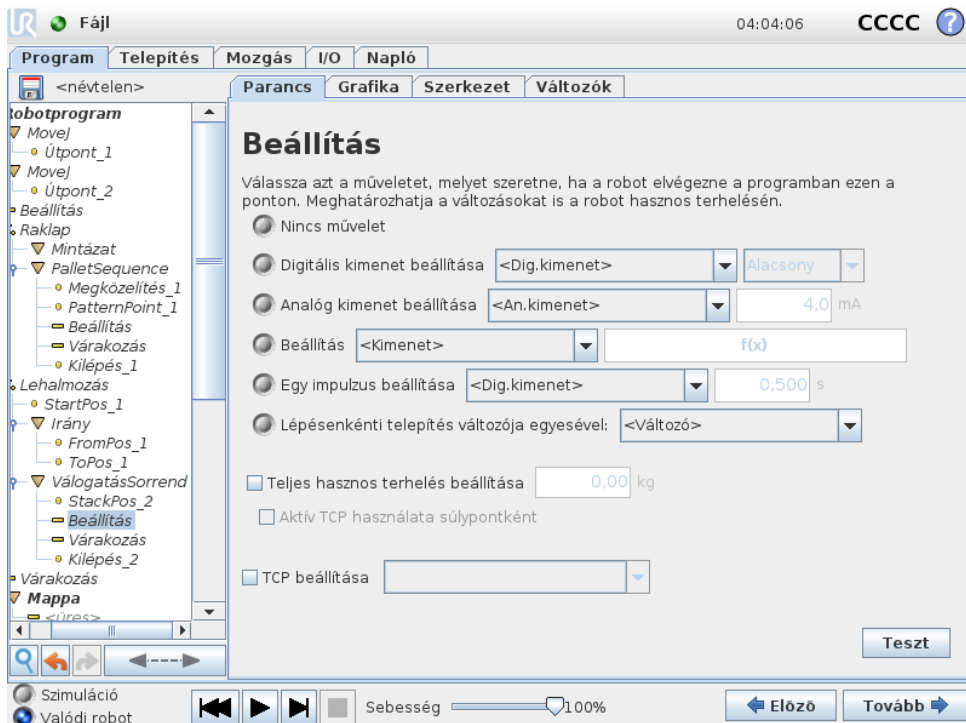 UR Fájl 04:04:06 CCCC ?
Program Telepítés Mozgás I/O Napló
<névtelen> Parancs Grafika Szerkezet Változók
Robotprogram
MoveJ
Útpont_1
MoveJ
Útpont_2
Beállítás
Raklap
Mintázat
PalletSequence
Megközelítés_1
PatternPoint_1
Beállítás
Várakozás
Kilépés_1
Lehalmozás
StartPos_1
Irány
FromPos_1
ToPos_1
VálogatásSorrend
StackPos_2
Beállítás
Várakozás
Kilépés_2
Várakozás
Mappa
<üres>
Beállítás
Válassza azt a műveletet, melyet szeretne, ha a robot elvégezne a programban ezen a
ponton. Meghatározhatja a változásokat is a robot hasznos terhelésén.
Nincs művelet
Digitális kimenet beállítása <Dig.kimenet> Alacsony
Analóg kimenet beállítása <An.kimenet> 4,0 mA
Beállítás <Kimenet> f(x)
Egy impulzus beállítása <Dig.kimenet> 0,500 s
Lépésenkénti telepítés változója egyesével: <Változó>
Teljes hasznos terhelés beállítása 0,00 kg
Aktív TCP használata súlypontként
TCP beállítása
Teszt
Szimuláció
Valódi robot
Sebesség 100%
Előző
Tovább